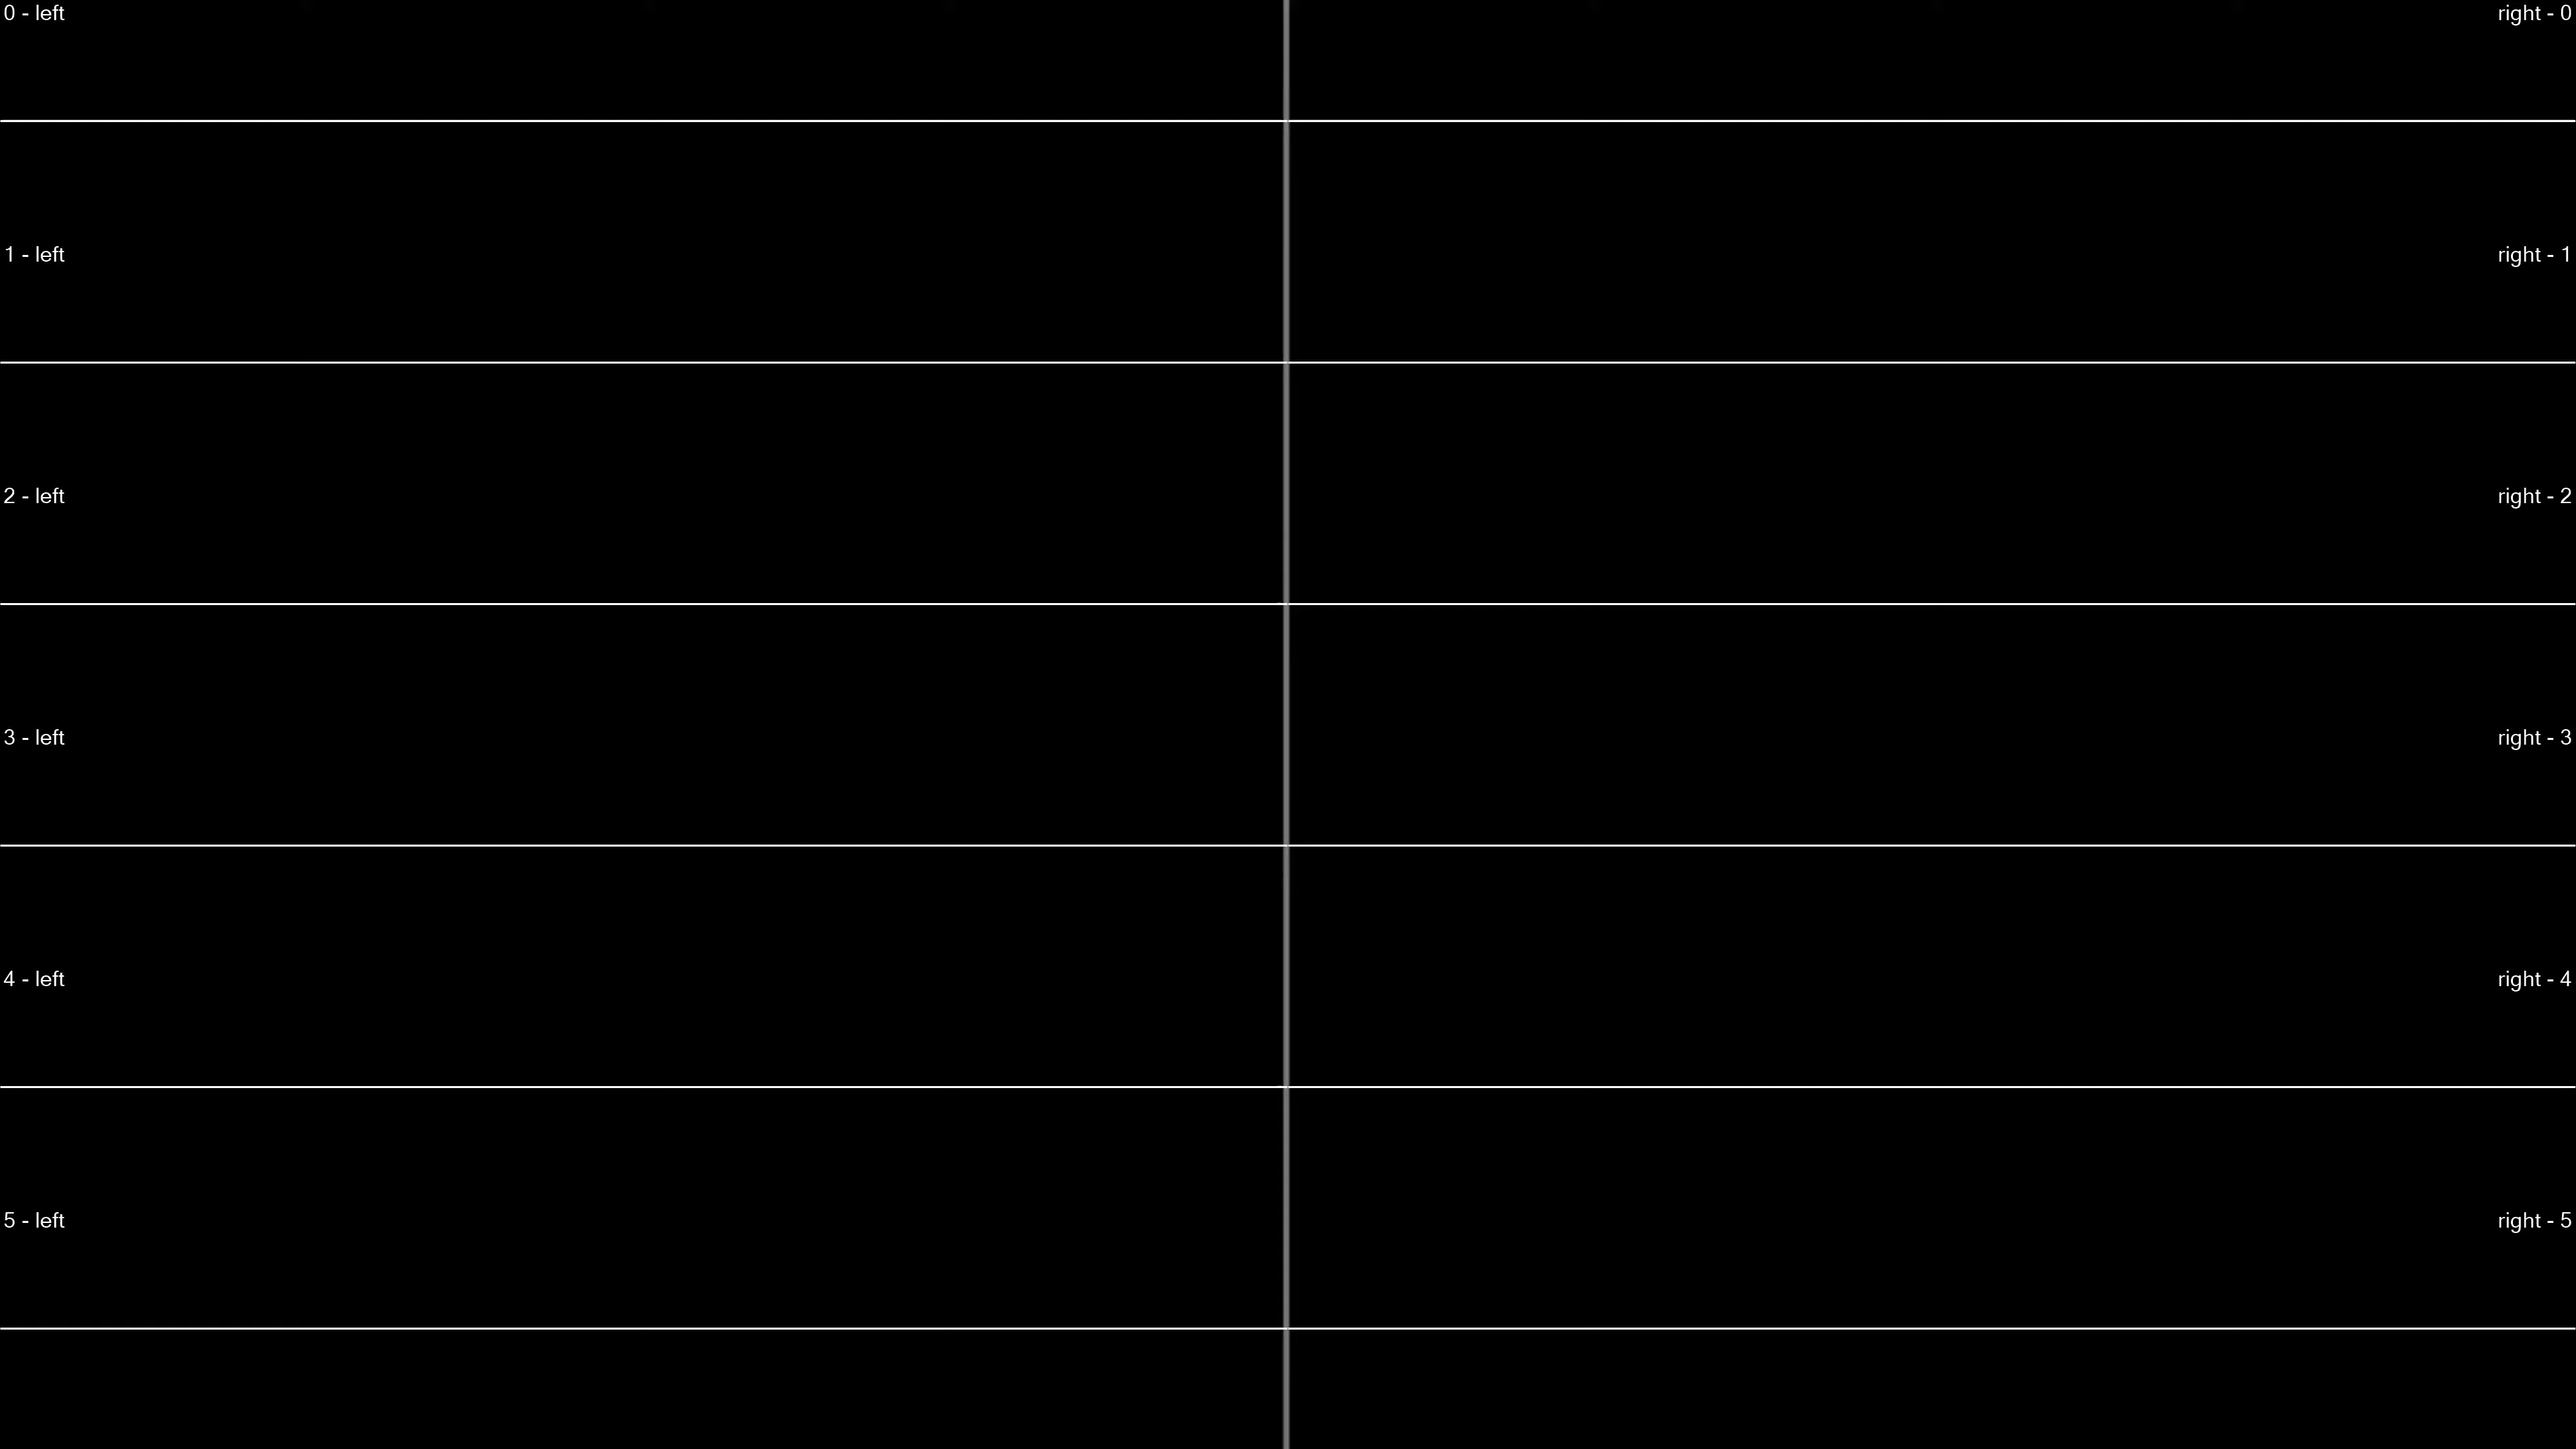 0 - left right - 0
1 - left right - 1
2 - left right - 2
3 - left right - 3
4 - left right - 4
5 - left right - 5